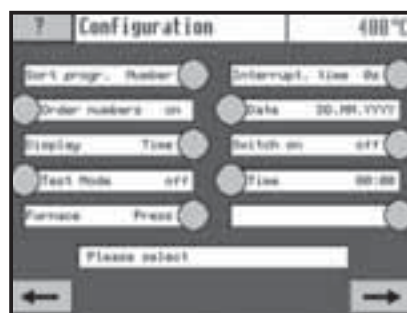 ? Configuration 400°C
Sort progr. Number
Interrupt. time 0s
Order numbers on
Date DD.MM.YYYY
Display Time
Switch on off
Test Mode off
Time 00:00
Furnace Press
Please select